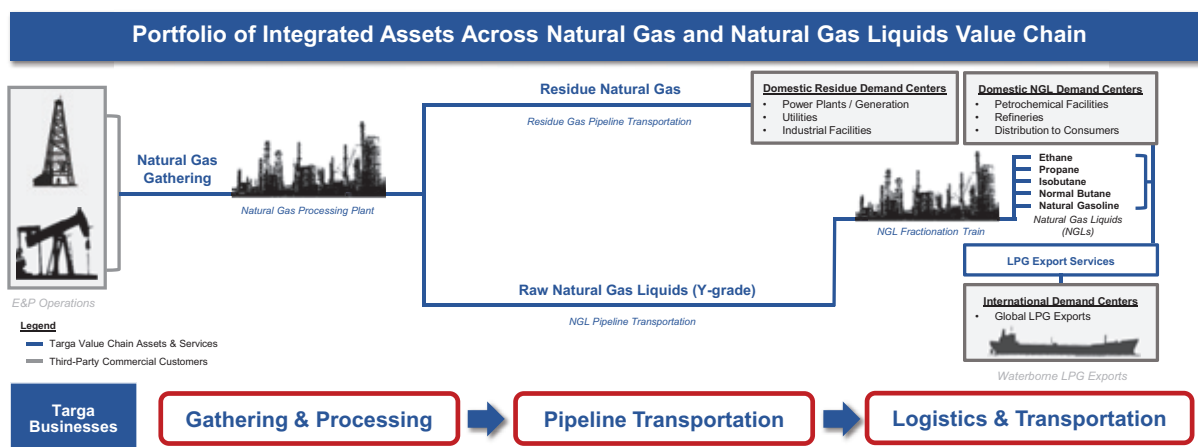 Portfolio of Integrated Assets Across Natural Gas and Natural Gas Liquids Value Chain
Residue Natural Gas
Residue Gas Pipeline Transportation
Domestic Residue Demand Centers
• Power Plants / Generation
• Utilities
• Industrial Facilities
Domestic NGL Demand Centers
• Petrochemical Facilities
• Refineries
• Distribution to Consumers
Natural Gas
Gathering
Natural Gas Processing Plant
Ethane
Propane
Isobutane
Normal Butane
Natural Gasoline
Natural Gas Liquids
(NGLs)
NGL Fractionation Train
LPG Export Services
Raw Natural Gas Liquids (Y-grade)
NGL Pipeline Transportation
International Demand Centers
• Global LPG Exports
Waterborne LPG Exports
E&P Operations
Legend
Targa Value Chain Assets & Services
Third-Party Commercial Customers
Targa
Businesses
Gathering & Processing
Pipeline Transportation
Logistics & Transportation